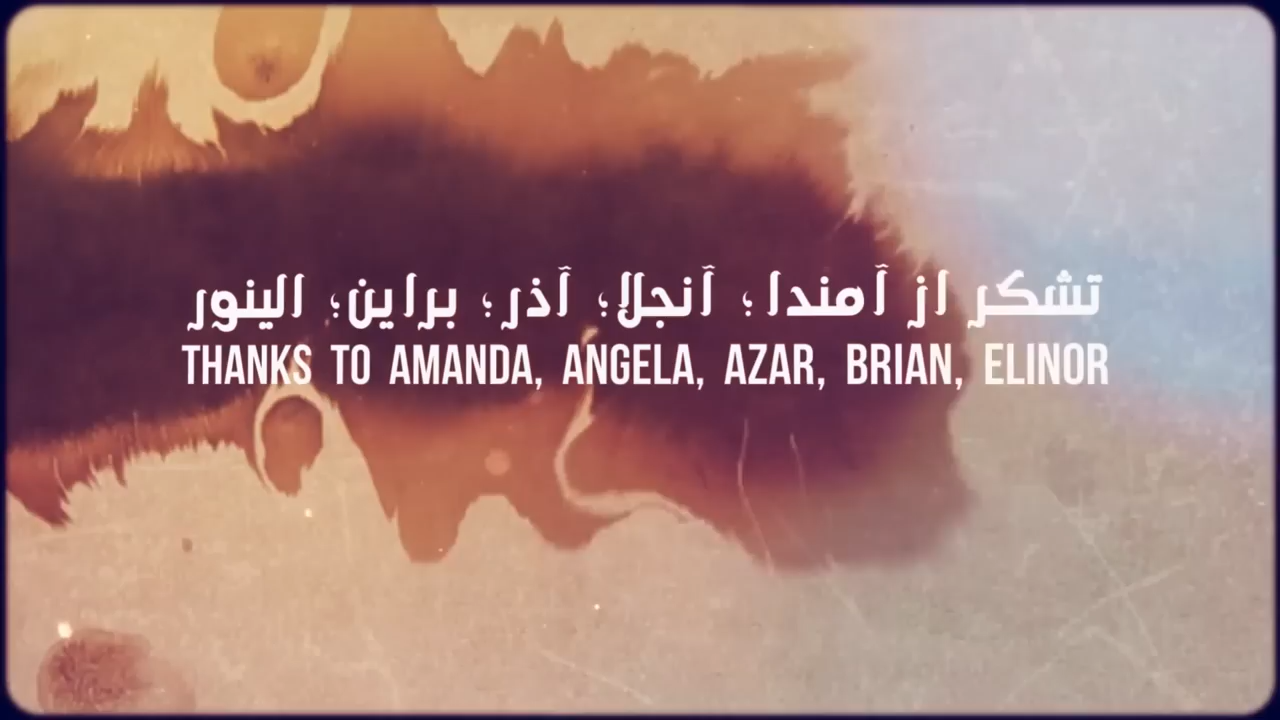 تشکر از آمندا؛ آنجلا؛ آذر؛ براین؛ الینور
THANKS TO AMANDA, ANGELA, AZAR, BRIAN, ELINOR